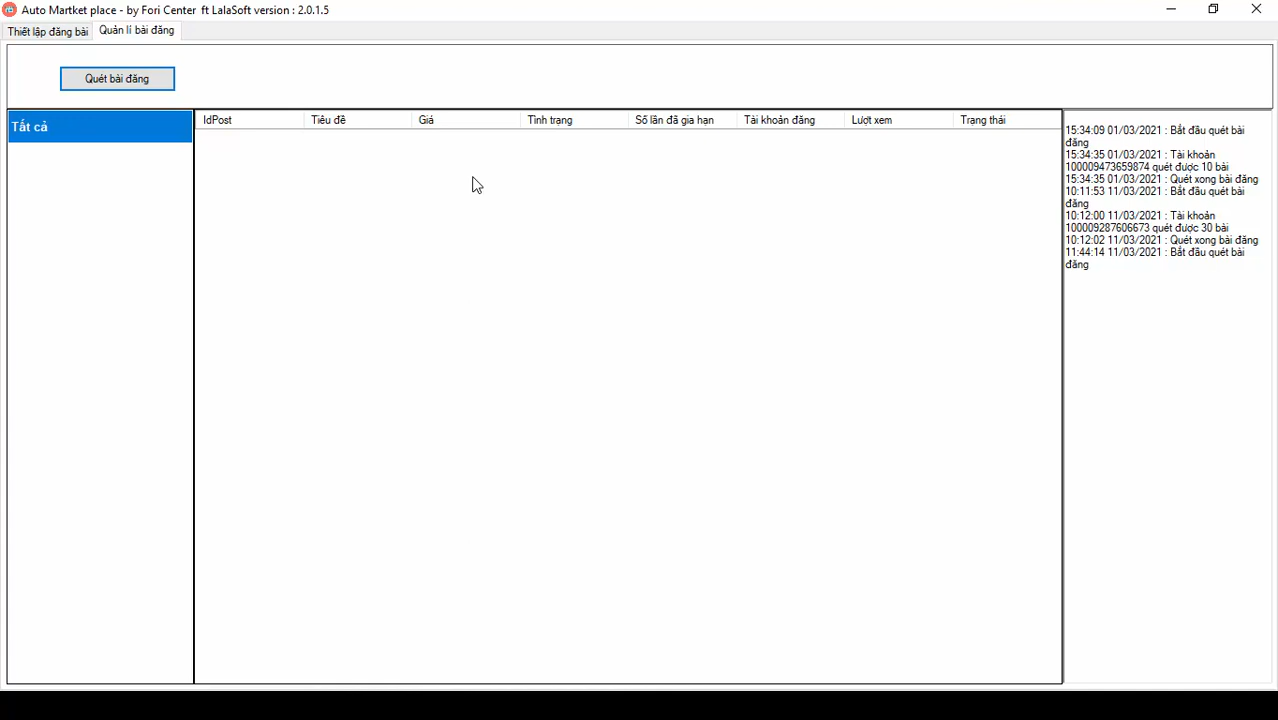 Auto Martket place - by Fori Center ft LalaSoft version : 2.0.1.5
Thiết lập đăng bài
Quản lí bài đăng
Quét bài đăng
Tất cả
IdPost
Tiêu đề
Giá
Tình trạng
Số lần đã gia hạn
Tài khoản đăng
Lượt xem
Trạng thái
15:34:09 01/03/2021 : Bắt đầu quét bài
đăng
15:34:35 01/03/2021 : Tài khoản
100009473659874 quét được 10 bài
15:34:35 01/03/2021 : Quét xong bài đăng
10:11:53 11/03/2021 : Bắt đầu quét bài
đăng
10:12:00 11/03/2021 : Tài khoản
100009287606673 quét được 30 bài
10:12:02 11/03/2021 : Quét xong bài đăng
11:44:14 11/03/2021 : Bắt đầu quét bài
đăng